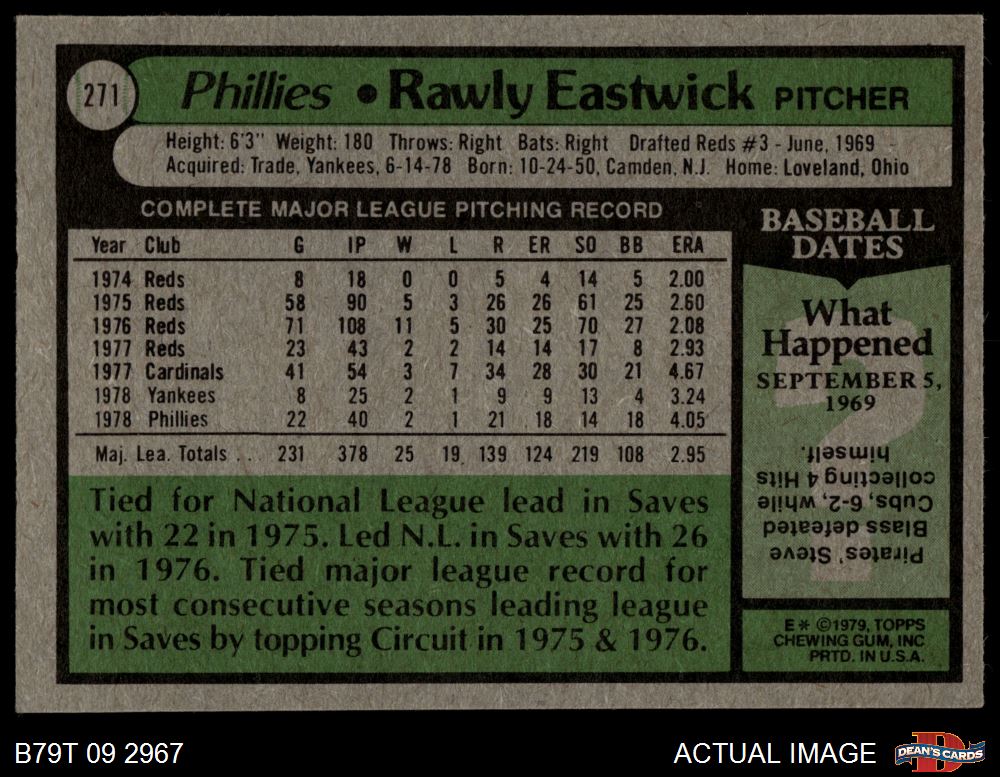 271
Phillies • Rawly Eastwick PITCHER
Height: 6'3" Weight: 180 Throws: Right Bats: Right Drafted Reds #3 - June, 1969
Acquired: Trade, Yankees, 6-14-78 Born: 10-24-50, Camden, N.J. Home: Loveland, Ohio
COMPLETE MAJOR LEAGUE PITCHING RECORD
Year Club G IP W L R ER SO BB ERA
1974 Reds 8 18 0 0 5 4 14 5 2.00
1975 Reds 58 90 5 3 26 26 61 25 2.60
1976 Reds 71 108 11 5 30 25 70 27 2.08
1977 Reds 23 43 2 2 14 14 17 8 2.93
1977 Cardinals 41 54 3 7 34 28 30 21 4.67
1978 Yankees 8 25 2 1 9 9 13 4 3.24
1978 Phillies 22 40 2 1 21 18 14 18 4.05
Maj. Lea. Totals . . . 231 378 25 19 139 124 219 108 2.95
Tied for National League lead in Saves
with 22 in 1975. Led N.L. in Saves with 26
in 1976. Tied major league record for
most consecutive seasons leading league
in Saves by topping Circuit in 1975 & 1976.
BASEBALL
DATES
What
Happened
SEPTEMBER 5,
1969
Pirates' Steve
Blass defeated
Cubs, 6-2, while
collecting 4 Hits
himself.
E * ©1979, TOPPS
CHEWING GUM, INC
PRTD. IN U.S.A.
B79T 09 2967
ACTUAL IMAGE
DEAN'S CARDS